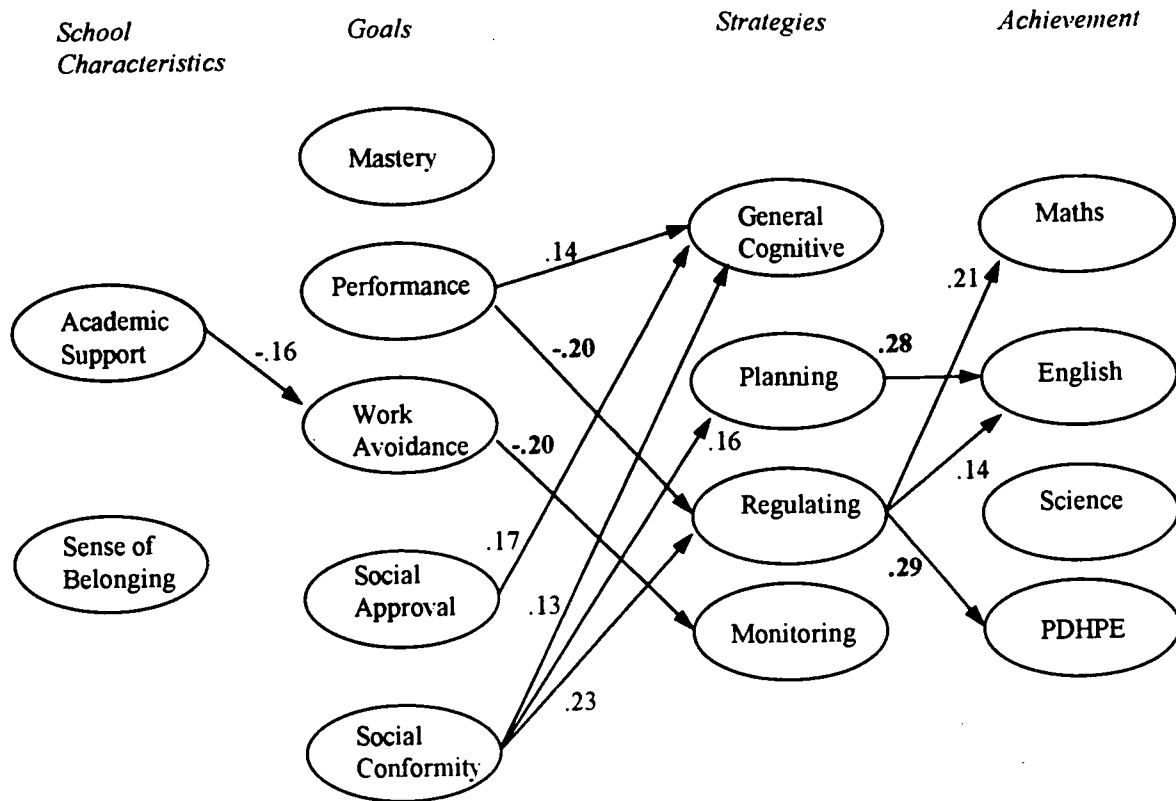 School
Characteristics
Goals
Strategies
Achievement
Mastery
Performance
Academic
Support
Work
Avoidance
Sense of
Belonging
Social
Approval
Social
Conformity
General
Cognitive
Planning
Regulating
Monitoring
Maths
English
Science
PDHPE
-.16
.14
-.20
-.20
.17
.13
.16
.23
.28
.21
.14
.29